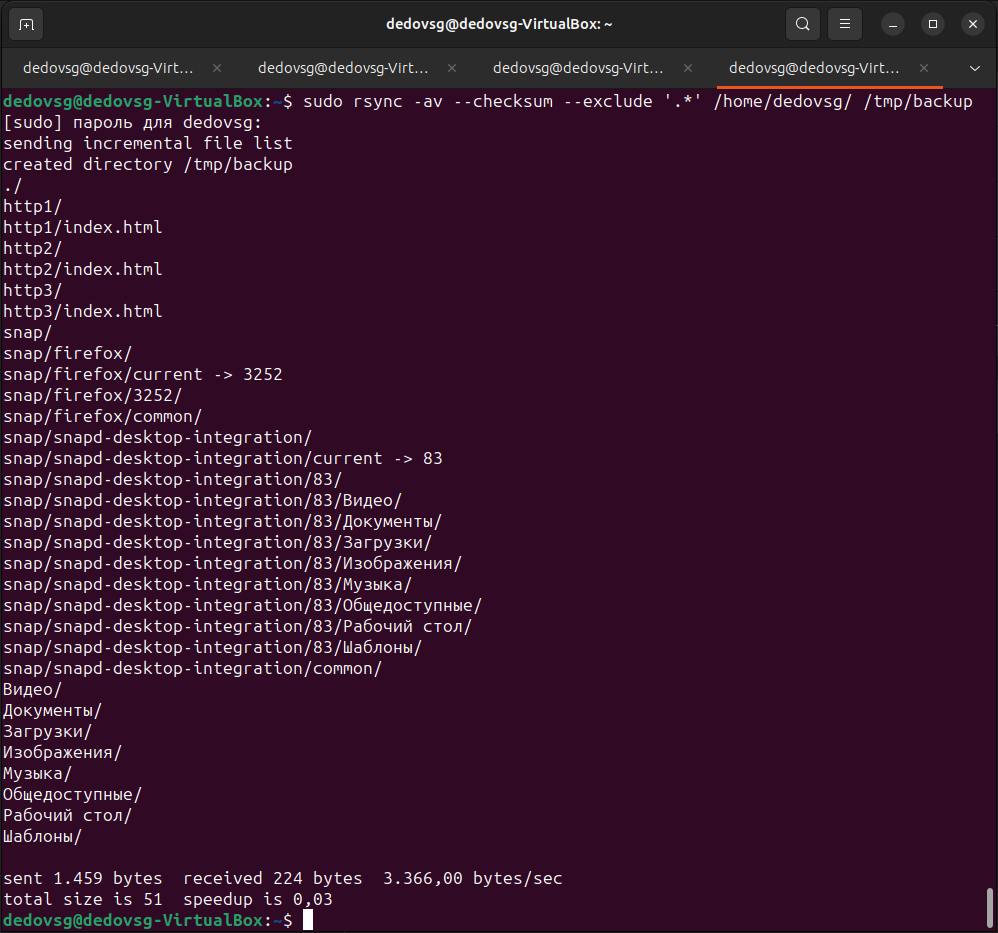 dedovsg@dedovsg-VirtualBox: ~
dedovsg@dedovsg-Virt... dedovsg@dedovsg-Virt... dedovsg@dedovsg-Virt... dedovsg@dedovsg-Virt...
dedovsg@dedovsg-VirtualBox:~$ sudo rsync -av --checksum --exclude '.*' /home/dedovsg/ /tmp/backup
[sudo] пароль для dedovsg:
sending incremental file list
created directory /tmp/backup
./
http1/
http1/index.html
http2/
http2/index.html
http3/
http3/index.html
snap/
snap/firefox/
snap/firefox/current -> 3252
snap/firefox/3252/
snap/firefox/common/
snap/snapd-desktop-integration/
snap/snapd-desktop-integration/current -> 83
snap/snapd-desktop-integration/83/
snap/snapd-desktop-integration/83/Видео/
snap/snapd-desktop-integration/83/Документы/
snap/snapd-desktop-integration/83/Загрузки/
snap/snapd-desktop-integration/83/Изображения/
snap/snapd-desktop-integration/83/Музыка/
snap/snapd-desktop-integration/83/Общедоступные/
snap/snapd-desktop-integration/83/Рабочий стол/
snap/snapd-desktop-integration/83/Шаблоны/
snap/snapd-desktop-integration/common/
Видео/
Документы/
Загрузки/
Изображения/
Музыка/
Общедоступные/
Рабочий стол/
Шаблоны/
sent 1.459 bytes  received 224 bytes  3.366,00 bytes/sec
total size is 51  speedup is 0,03
dedovsg@dedovsg-VirtualBox:~$